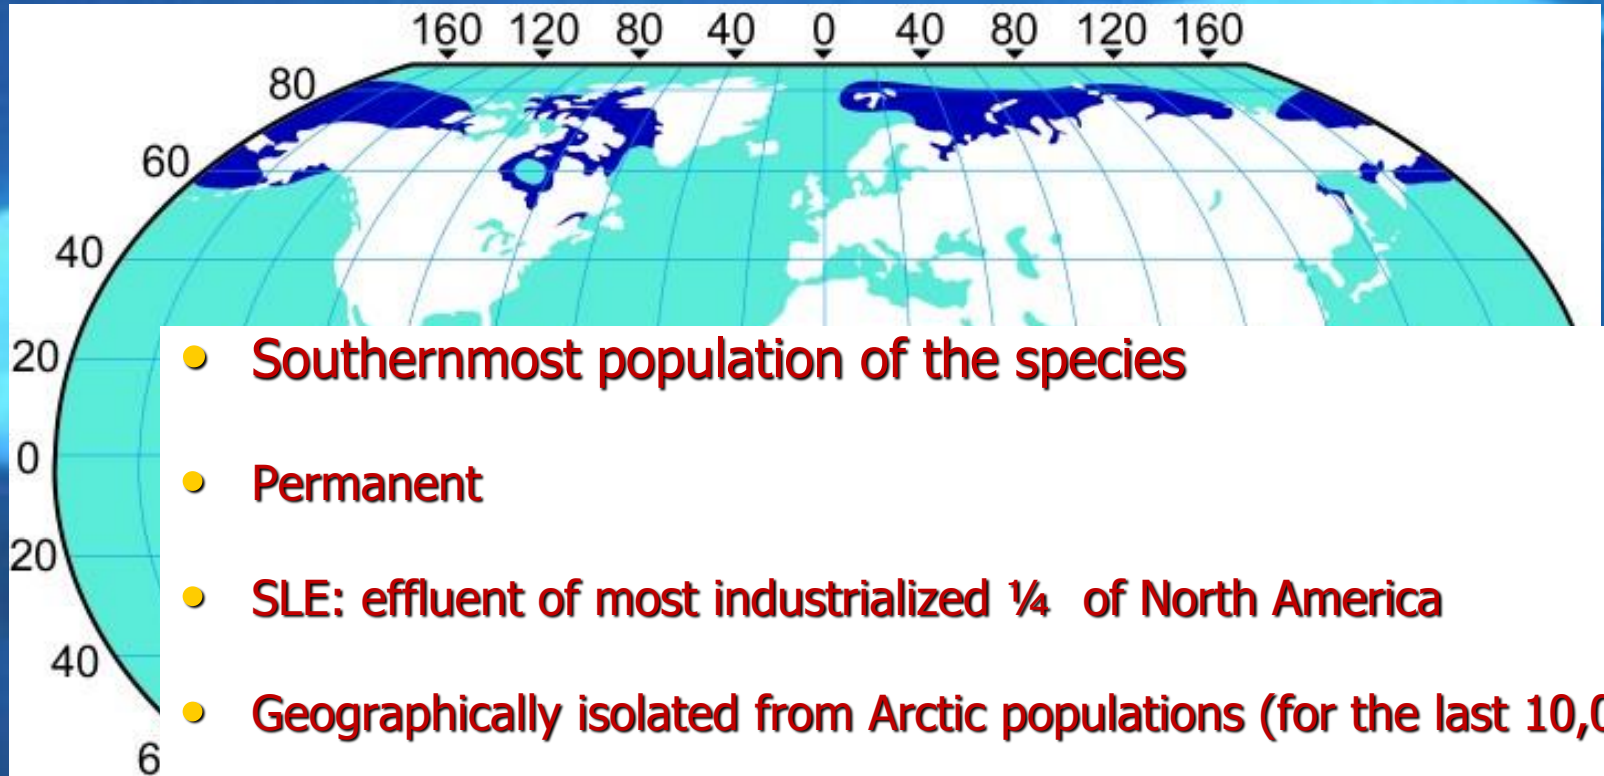 160 120 80 40 0 40 80 120 160
80
60
40
20
0
20
40
6
• Southernmost population of the species
• Permanent
• SLE: effluent of most industrialized ¼ of North America
• Geographically isolated from Arctic populations (for the last 10,0